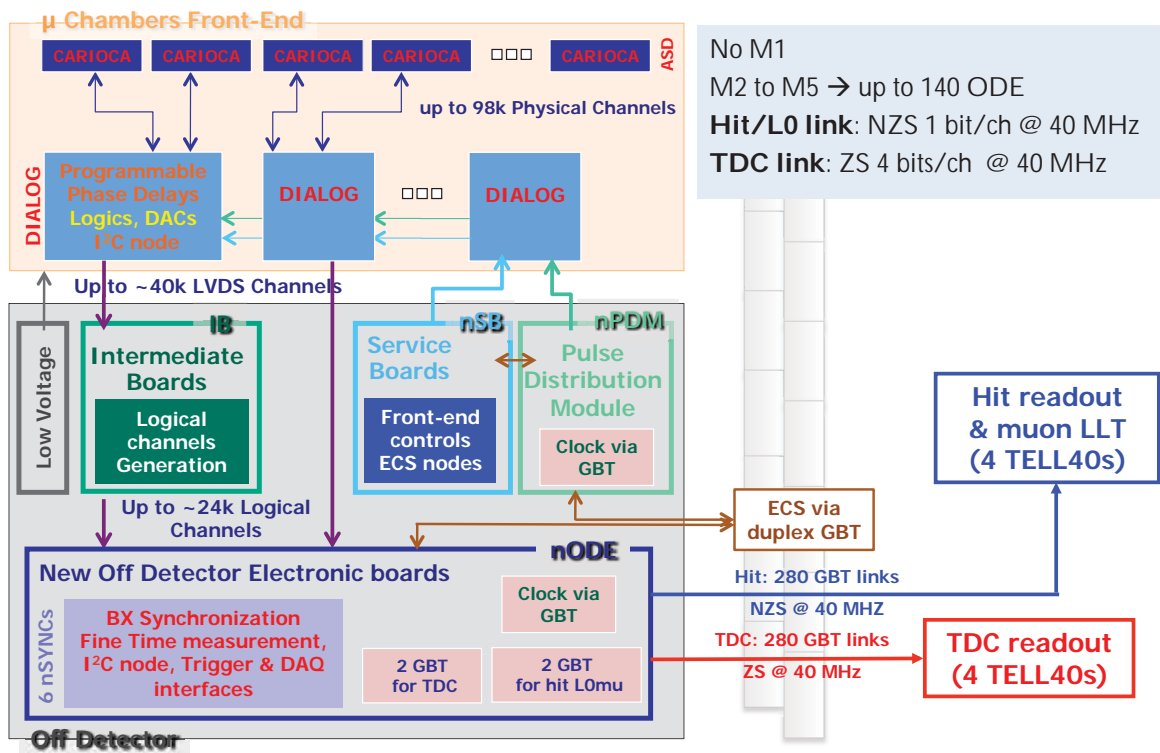 μ Chambers Front-End
CARIOCA CARIOCA CARIOCA CARIOCA □□□ CARIOCA
ASD
up to 98k Physical Channels
DIALOG
Programmable
Phase Delays
Logics, DACs
I²C node
DIALOG
□□□
DIALOG
No M1
M2 to M5 → up to 140 ODE
Hit/L0 link: NZS 1 bit/ch @ 40 MHz
TDC link: ZS 4 bits/ch @ 40 MHz
Up to ~40k LVDS Channels
Low Voltage
IB
Intermediate
Boards
Logical
channels
Generation
nSB
Service
Boards
Front-end
controls
ECS nodes
nPDM
Pulse
Distribution
Module
Clock via
GBT
Up to ~24k Logical
Channels
ECS via
duplex GBT
Hit readout
& muon LLT
(4 TELL40s)
nODE
New Off Detector Electronic boards
6 nSYNCs
BX Synchronization
Fine Time measurement,
I²C node, Trigger & DAQ
interfaces
Clock via
GBT
2 GBT
for TDC
2 GBT
for hit L0mu
Hit: 280 GBT links
NZS @ 40 MHZ
TDC: 280 GBT links
ZS @ 40 MHz
TDC readout
(4 TELL40s)
Off Detector